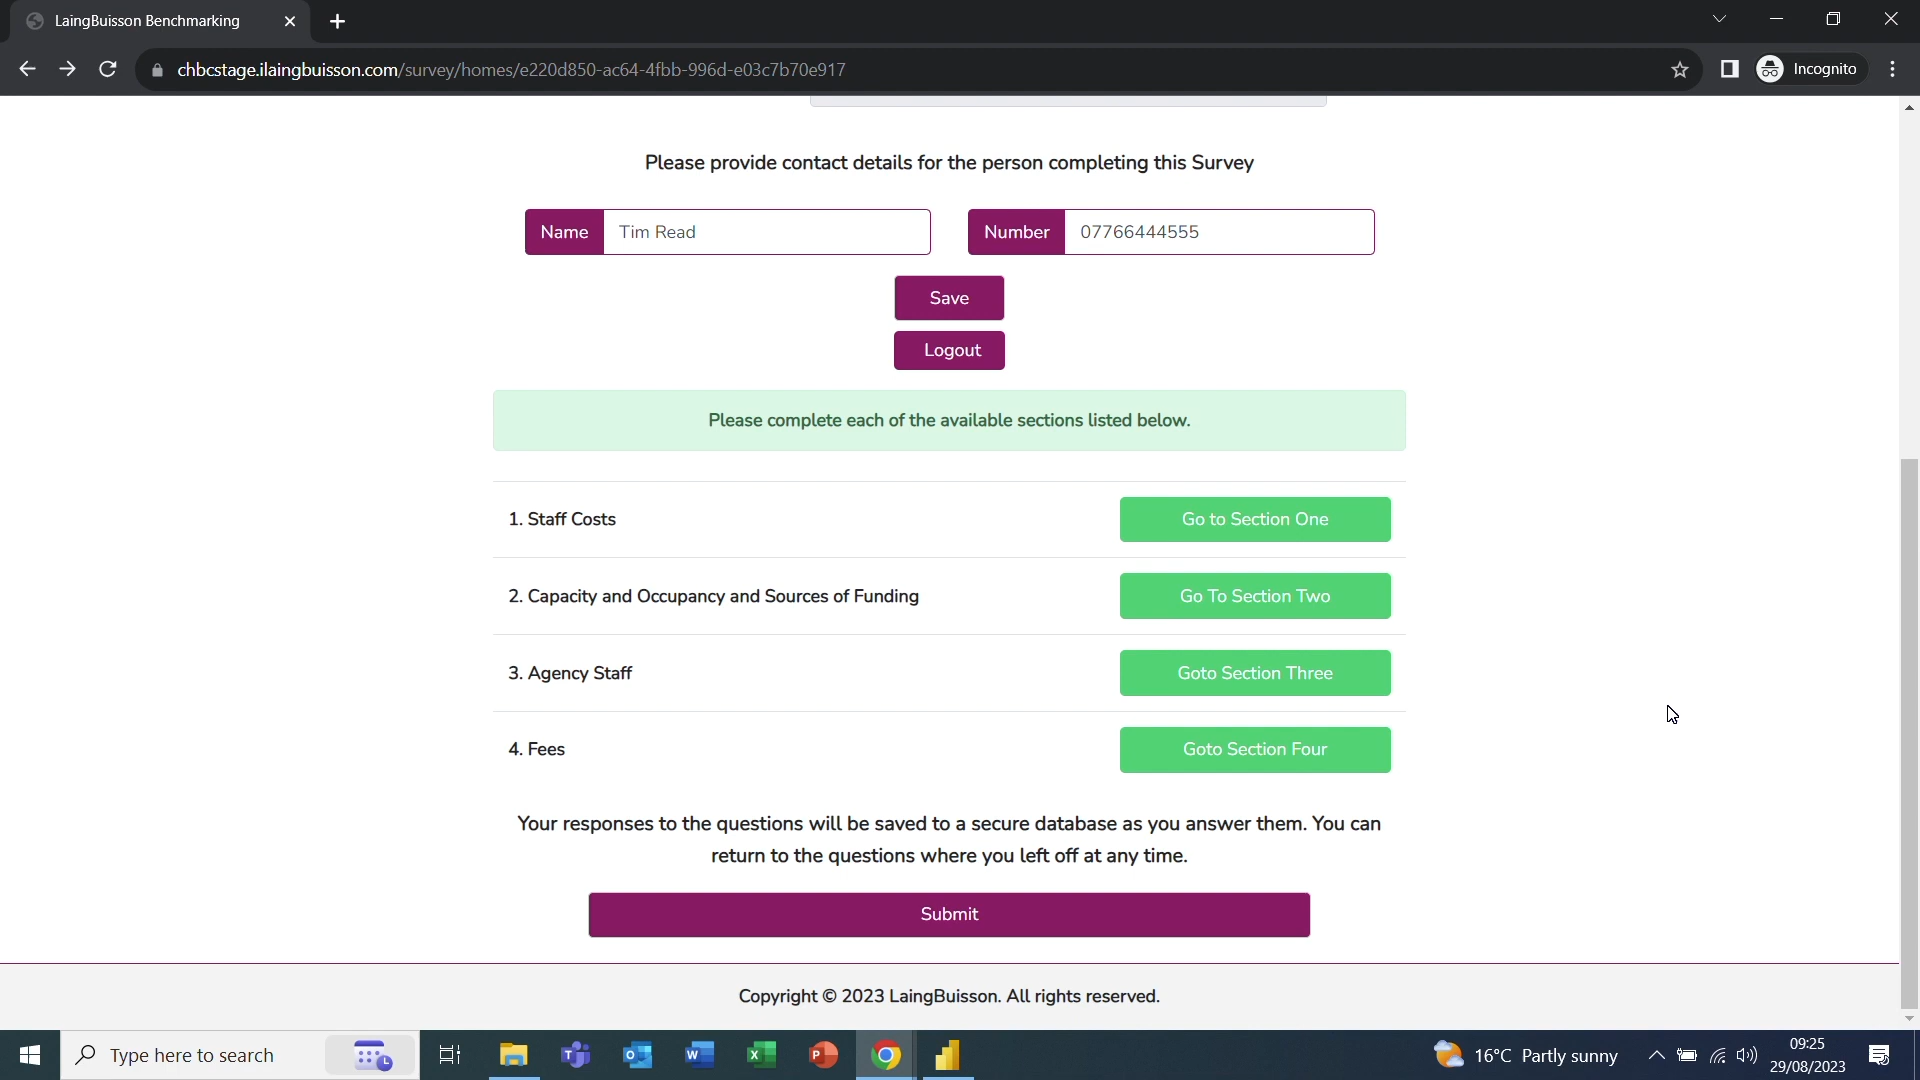 LaingBuisson Benchmarking
chbcstage.ilaingbuisson.com/survey/homes/e220d850-ac64-4fbb-996d-e03c7b70e917
Incognito
Please provide contact details for the person completing this Survey
Name Tim Read Number 07766444555
Save
Logout
Please complete each of the available sections listed below.
1. Staff Costs Go to Section One
2. Capacity and Occupancy and Sources of Funding Go To Section Two
3. Agency Staff Goto Section Three
4. Fees Goto Section Four
Your responses to the questions will be saved to a secure database as you answer them. You can
return to the questions where you left off at any time.
Submit
Copyright © 2023 LaingBuisson. All rights reserved.
Type here to search
16°C Partly sunny
09:25
29/08/2023